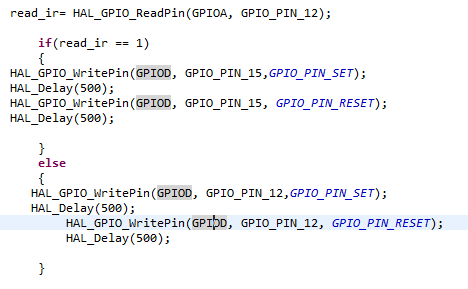 read_ir= HAL_GPIO_ReadPin(GPIOA, GPIO_PIN_12);
if(read_ir == 1)
{
HAL_GPIO_WritePin(GPIOD, GPIO_PIN_15,GPIO_PIN_SET);
HAL_Delay(500);
HAL_GPIO_WritePin(GPIOD, GPIO_PIN_15, GPIO_PIN_RESET);
HAL_Delay(500);
}
else
{
HAL_GPIO_WritePin(GPIOD, GPIO_PIN_12,GPIO_PIN_SET);
HAL_Delay(500);
HAL_GPIO_WritePin(GPIOD, GPIO_PIN_12, GPIO_PIN_RESET);
HAL_Delay(500);
}